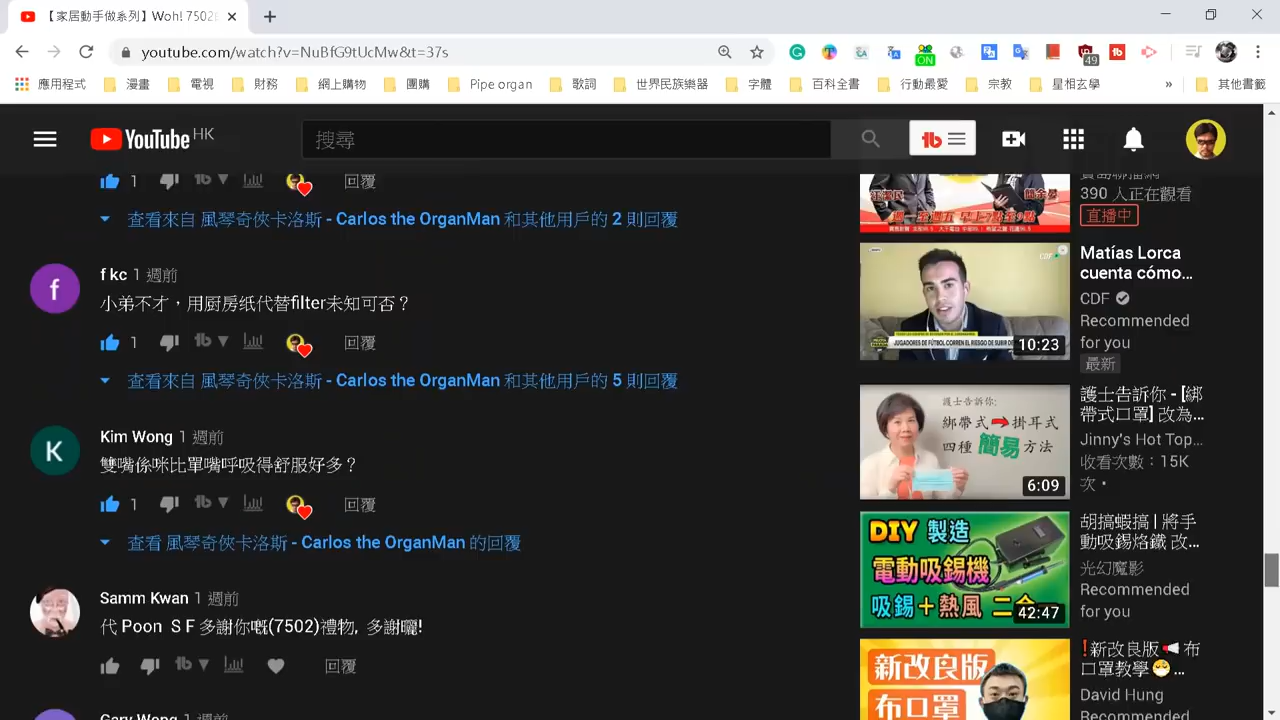 【家居動手做系列】Woh! 7502
youtube.com/watch?v=NuBfG9tUcMw&t=37s
ON
49
應用程式
漫畫
電視
財務
網上購物
團購
Pipe organ
歌詞
世界民族樂器
字體
百科全書
行動最愛
宗教
星相玄學
»
其他書籤
YouTube HK
搜尋
1 回覆
查看來自 風琴奇俠卡洛斯 - Carlos the OrganMan 和其他用戶的 2 則回覆
f kc 1 週前
小弟不才，用厨房纸代替filter未知可否？
1 回覆
查看來自 風琴奇俠卡洛斯 - Carlos the OrganMan 和其他用戶的 5 則回覆
K
Kim Wong 1 週前
雙嘴係咪比單嘴呼吸得舒服好多？
1 回覆
查看 風琴奇俠卡洛斯 - Carlos the OrganMan 的回覆
Samm Kwan 1 週前
代 Poon S F 多謝你嘅(7502)禮物, 多謝曬!
回覆
Gary Wong 1 週前
390 人正在觀看
直播中
CDF
10:23
Matías Lorca
cuenta cómo...
CDF
Recommended
for you
最新
護士告訴你:
綁帶式 掛耳式
四種 簡易 方法
6:09
護士告訴你 - [綁
帶式口罩] 改為...
Jinny's Hot Top...
收看次數：15K
次・
DIY 製造
電動吸錫機
吸錫＋熱風 二合
42:47
胡搞蝦搞 | 將手
動吸錫烙鐵 改...
光幻魔影
Recommended
for you
新改良版
布口罩
❗新改良版📢布
口罩教學😷...
David Hung
Recommended